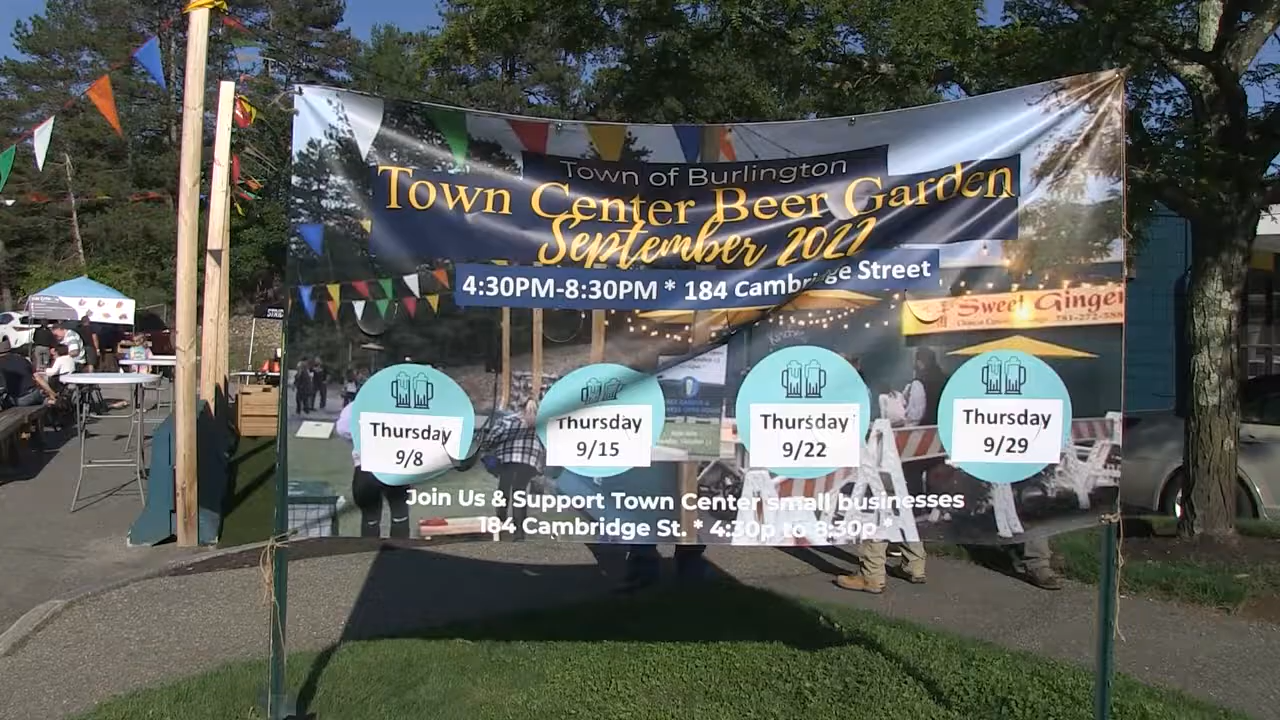 Town of Burlington
Town Center Beer Garden
September 2022
4:30PM-8:30PM * 184 Cambridge Street
Sweet Ginger
Thursday
9/8
Thursday
9/15
Thursday
9/22
Thursday
9/29
Join Us & Support Town Center small businesses
184 Cambridge St. * 4:30p to 8:30p *